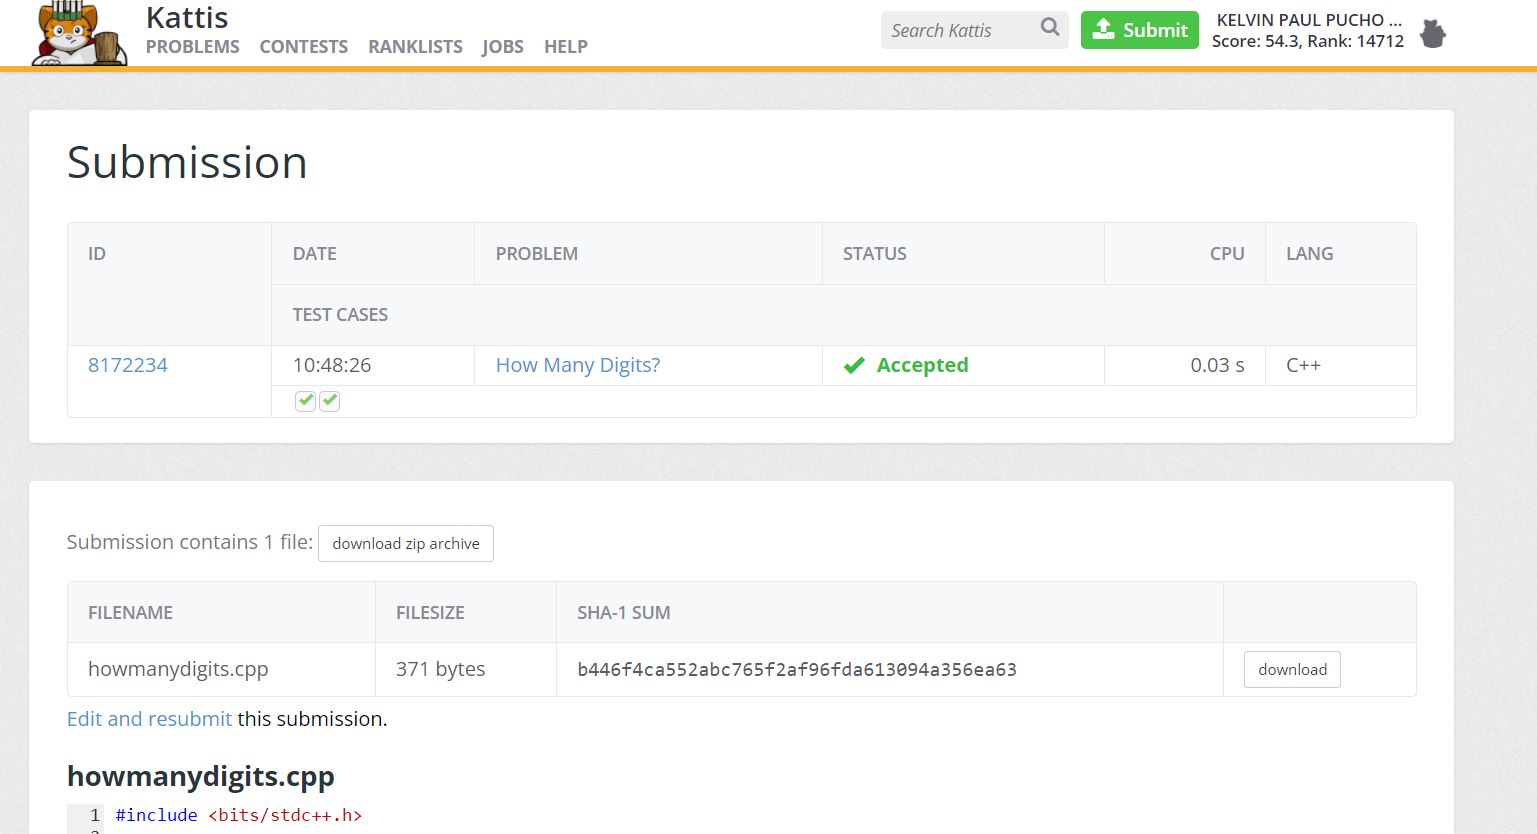 Kattis
PROBLEMS CONTESTS RANKLISTS JOBS HELP
Search Kattis
Submit
KELVIN PAUL PUCHO ...
Score: 54.3, Rank: 14712
Submission
ID DATE PROBLEM STATUS CPU LANG
TEST CASES
8172234 10:48:26 How Many Digits? Accepted 0.03 s C++
Submission contains 1 file: download zip archive
FILENAME FILESIZE SHA-1 SUM
howmanydigits.cpp 371 bytes b446f4ca552abc765f2af96fda613094a356ea63 download
Edit and resubmit this submission.
howmanydigits.cpp
1 #include <bits/stdc++.h>